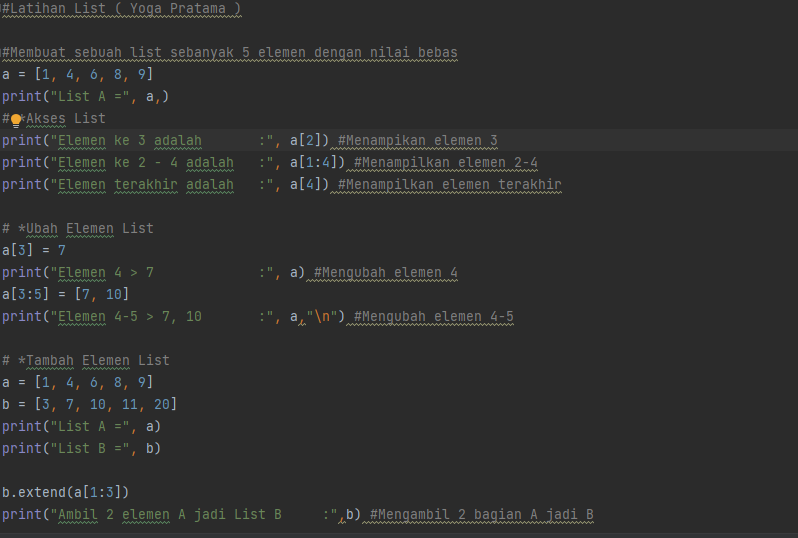 #Latihan List ( Yoga Pratama )
#Membuat sebuah list sebanyak 5 elemen dengan nilai bebas
a = [1, 4, 6, 8, 9]
print("List A =", a,)
# *Akses List
print("Elemen ke 3 adalah       :", a[2]) #Menampikan elemen 3
print("Elemen ke 2 - 4 adalah   :", a[1:4]) #Menampilkan elemen 2-4
print("Elemen terakhir adalah   :", a[4]) #Menampilkan elemen terakhir
# *Ubah Elemen List
a[3] = 7
print("Elemen 4 > 7             :", a) #Mengubah elemen 4
a[3:5] = [7, 10]
print("Elemen 4-5 > 7, 10       :", a,"\n") #Mengubah elemen 4-5
# *Tambah Elemen List
a = [1, 4, 6, 8, 9]
b = [3, 7, 10, 11, 20]
print("List A =", a)
print("List B =", b)
b.extend(a[1:3])
print("Ambil 2 elemen A jadi List B     :",b) #Mengambil 2 bagian A jadi B